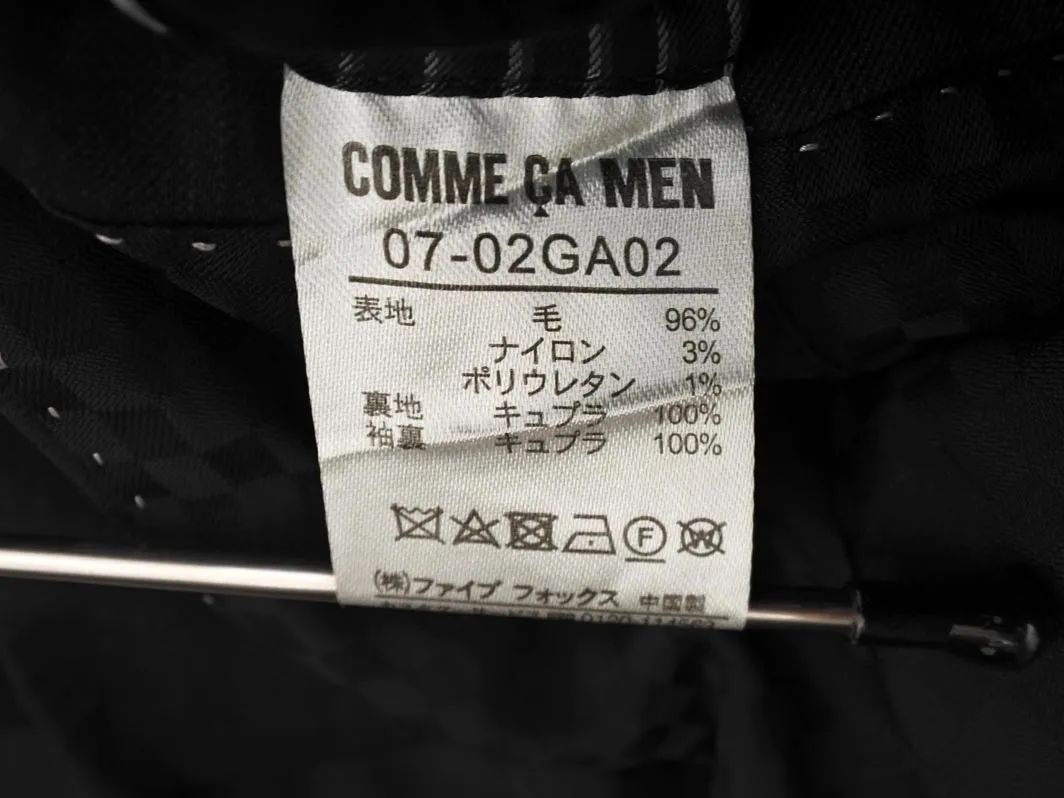 COMME ÇA MEN
07-02GA02
表地 毛 96%
ナイロン 3%
ポリウレタン 1%
裏地 キュプラ 100%
袖裏 キュプラ 100%
F W
(株)ファイブ フォックス 中国製